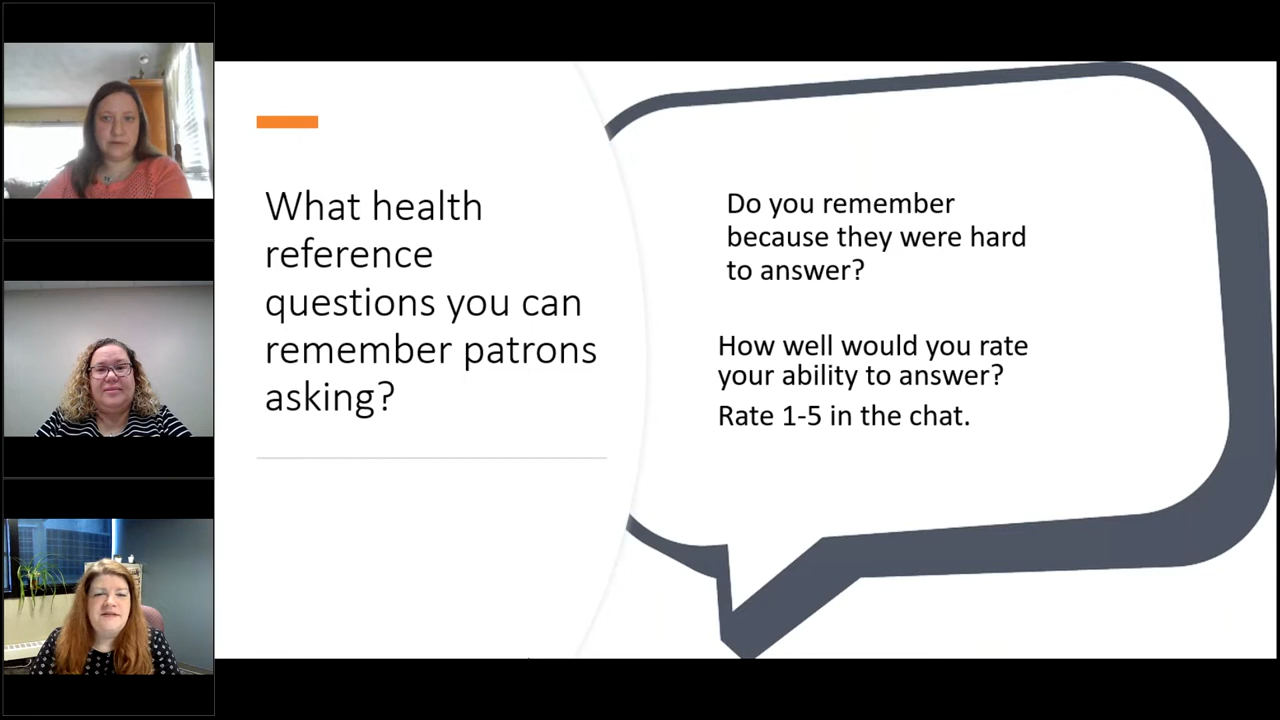 What health
reference
questions you can
remember patrons
asking?
Do you remember
because they were hard
to answer?
How well would you rate
your ability to answer?
Rate 1-5 in the chat.